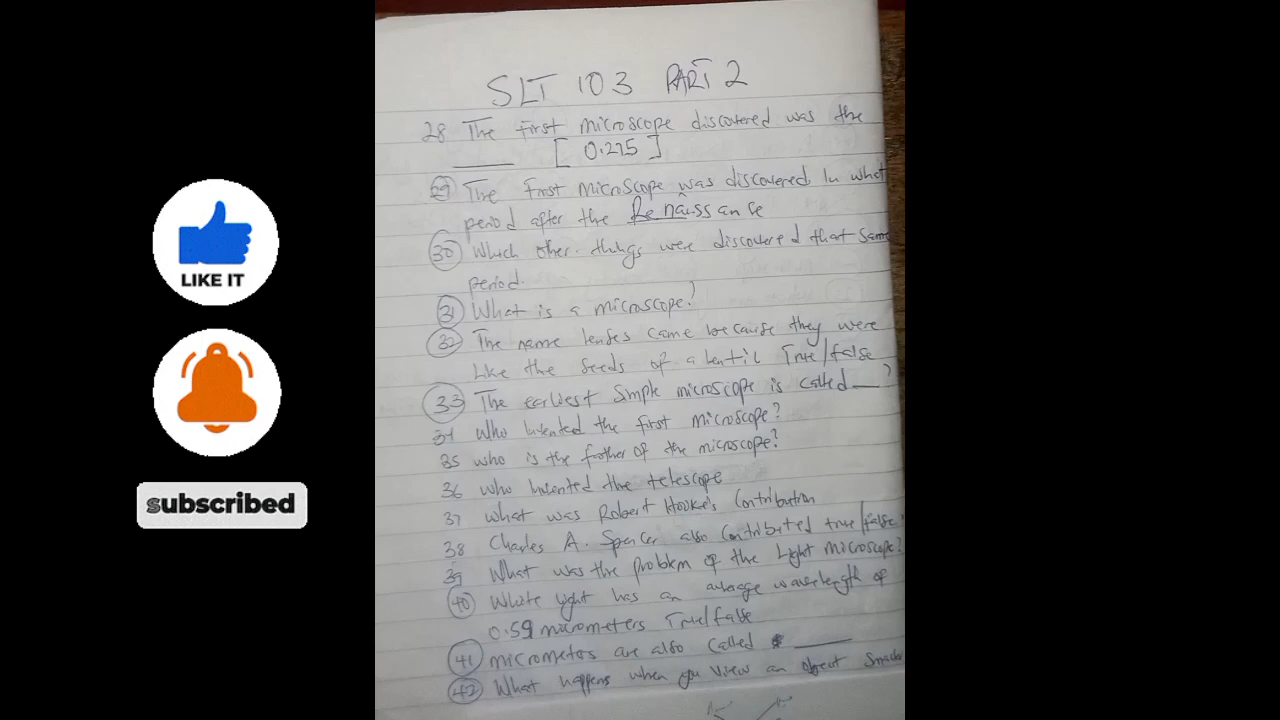 LIKE IT
subscribed
SLT 103 PART 2
28 The first microscope discovered was the
____ [ 0.275 ]
29 The First microscope was discovered In what
period after the Renaussance
30 Which other things were discovered that same
period.
31 What is a microscope?
32 The name lenses came because they were
Like the seeds of a lentil True/false
33 The earliest simple microscope is called ___?
34 Who invented the first microscope?
35 who is the father of the microscope?
36 who invented the telescope
37 what was Robert Hooke's contribution
38 Charles A. Spencer also contributed true/false?
39 What was the problem of the Light microscope?
40 White light has an average wavelength of
0.59 micrometers True/false
41 micrometers are also called ____
42 What happens when you view an object